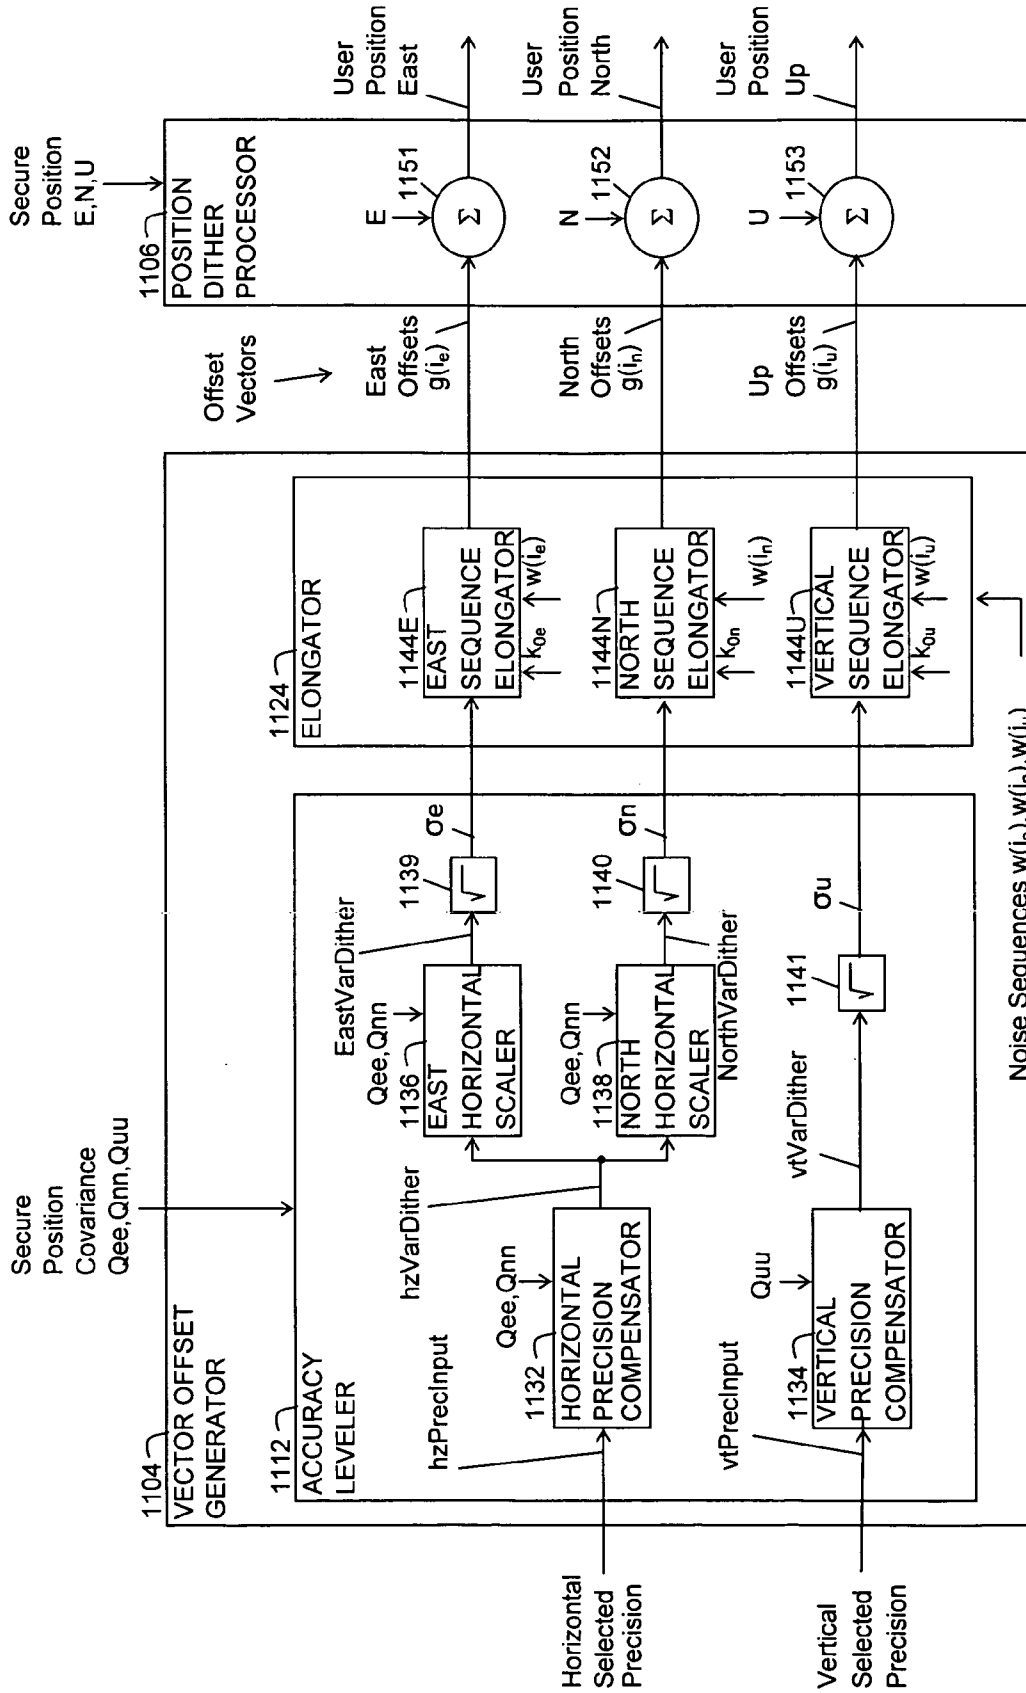 Secure
Position
Covariance
Qee,Qnn,Quu
Secure
Position
E,N,U
1104
VECTOR OFFSET
GENERATOR
1112
ACCURACY
LEVELER
Horizontal
Selected
Precision
hzPrecInput
Qee,Qnn
1132
HORIZONTAL
PRECISION
COMPENSATOR
hzVarDither
Qee,Qnn
1136
EAST
HORIZONTAL
SCALER
EastVarDither
1139
√
σe
Qee,Qnn
1138
NORTH
HORIZONTAL
SCALER
NorthVarDither
1140
√
σn
Vertical
Selected
Precision
vtPrecInput
Quu
1134
VERTICAL
PRECISION
COMPENSATOR
vtVarDither
1141
√
σu
1124
ELONGATOR
1144E
EAST
SEQUENCE
ELONGATOR
k0e
w(ie)
1144N
NORTH
SEQUENCE
ELONGATOR
k0n
w(in)
1144U
VERTICAL
SEQUENCE
ELONGATOR
k0u
w(iu)
Noise Sequences w(ie),w(in),w(iu)
Offset
Vectors
East
Offsets
g(ie)
North
Offsets
g(in)
Up
Offsets
g(iu)
1106
POSITION
DITHER
PROCESSOR
E
1151
Σ
N
1152
Σ
U
1153
Σ
User
Position
East
User
Position
North
User
Position
Up